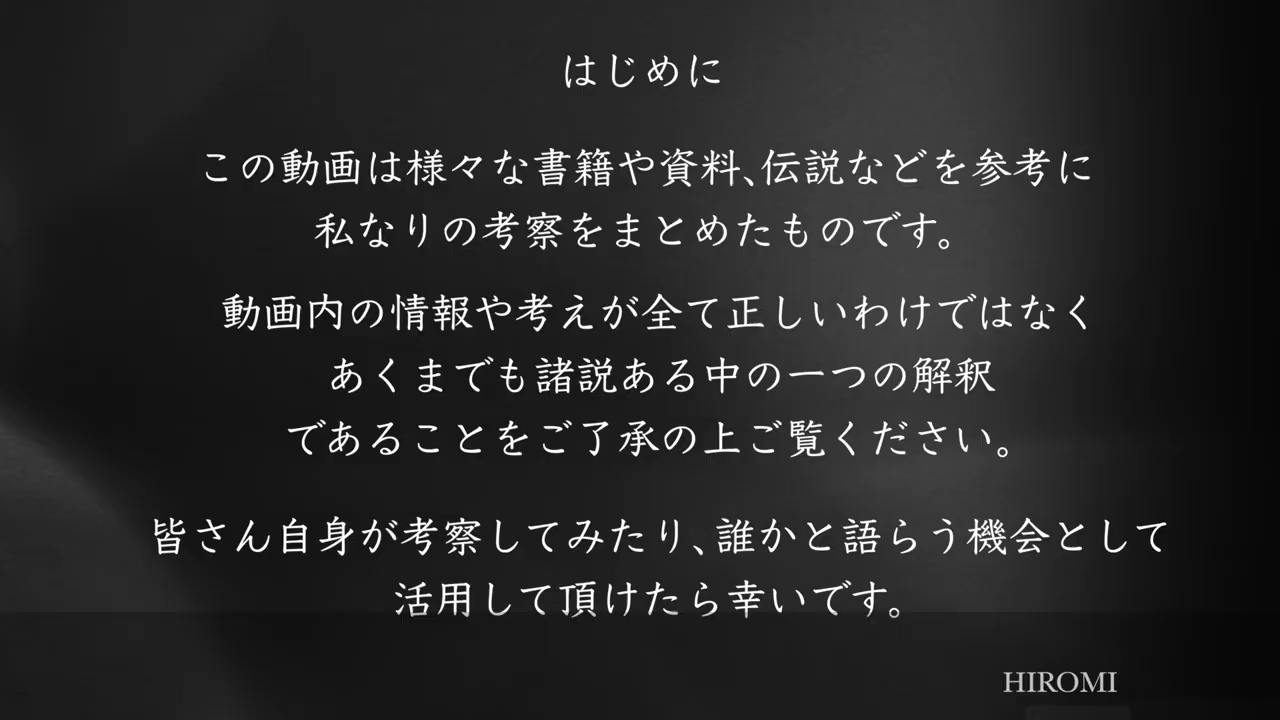 はじめに
この動画は様々な書籍や資料、伝説などを参考に
私なりの考察をまとめたものです。
動画内の情報や考えが全て正しいわけではなく
あくまでも諸説ある中の一つの解釈
であることをご了承の上ご覧ください。
皆さん自身が考察してみたり、誰かと語らう機会として
活用して頂けたら幸いです。
HIROMI